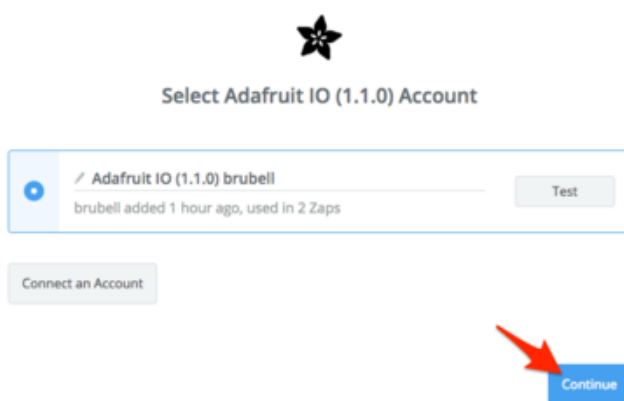 Select Adafruit IO (1.1.0) Account
Adafruit IO (1.1.0) brubell
brubell added 1 hour ago, used in 2 Zaps
Test
Connect an Account
Continue